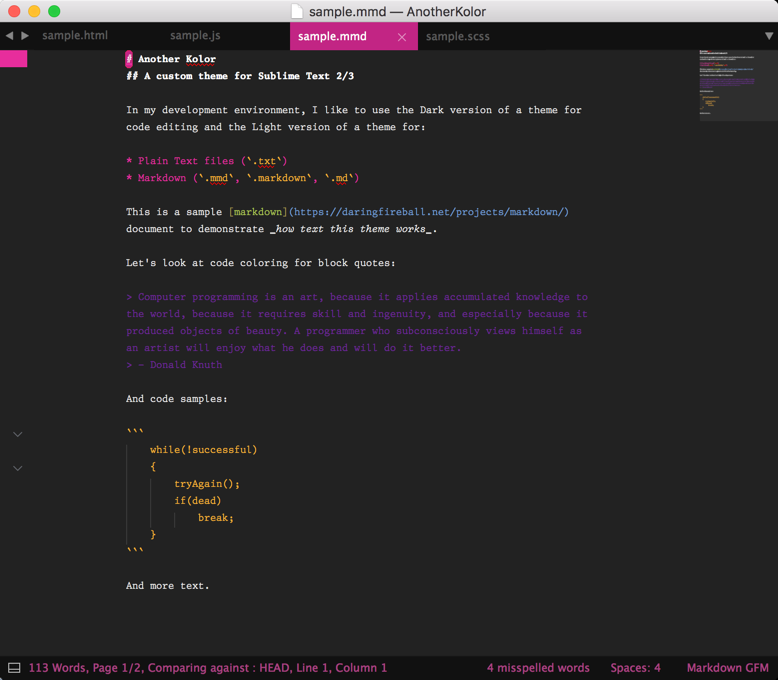 sample.mmd — AnotherKolor
sample.html sample.js sample.mmd sample.scss
# Another Kolor
## A custom theme for Sublime Text 2/3
In my development environment, I like to use the Dark version of a theme for
code editing and the Light version of a theme for:
* Plain Text files (`.txt`)
* Markdown (`.mmd`, `.markdown`, `.md`)
This is a sample [markdown](https://daringfireball.net/projects/markdown/)
document to demonstrate _how text this theme works_.
Let's look at code coloring for block quotes:
> Computer programming is an art, because it applies accumulated knowledge to
the world, because it requires skill and ingenuity, and especially because it
produced objects of beauty. A programmer who subconsciously views himself as
an artist will enjoy what he does and will do it better.
> - Donald Knuth
And code samples:
```
while(!successful)
{
tryAgain();
if(dead)
break;
}
```
And more text.
113 Words, Page 1/2, Comparing against : HEAD, Line 1, Column 1 4 misspelled words Spaces: 4 Markdown GFM